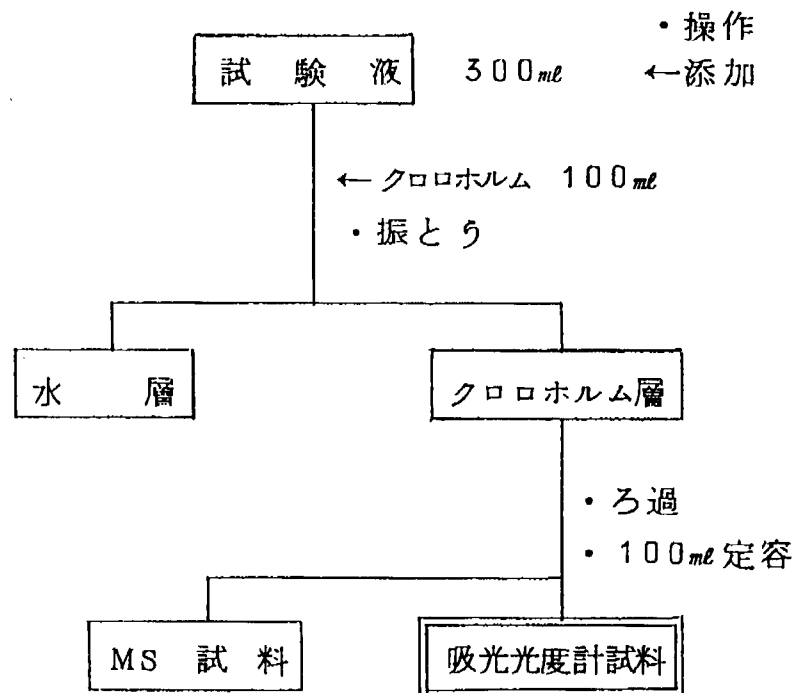 ・操作
試験液 300㎖ ←添加
←クロロホルム 100㎖
・振とう
水層 クロロホルム層
・ろ過
・100㎖定容
MS 試料 吸光光度計試料